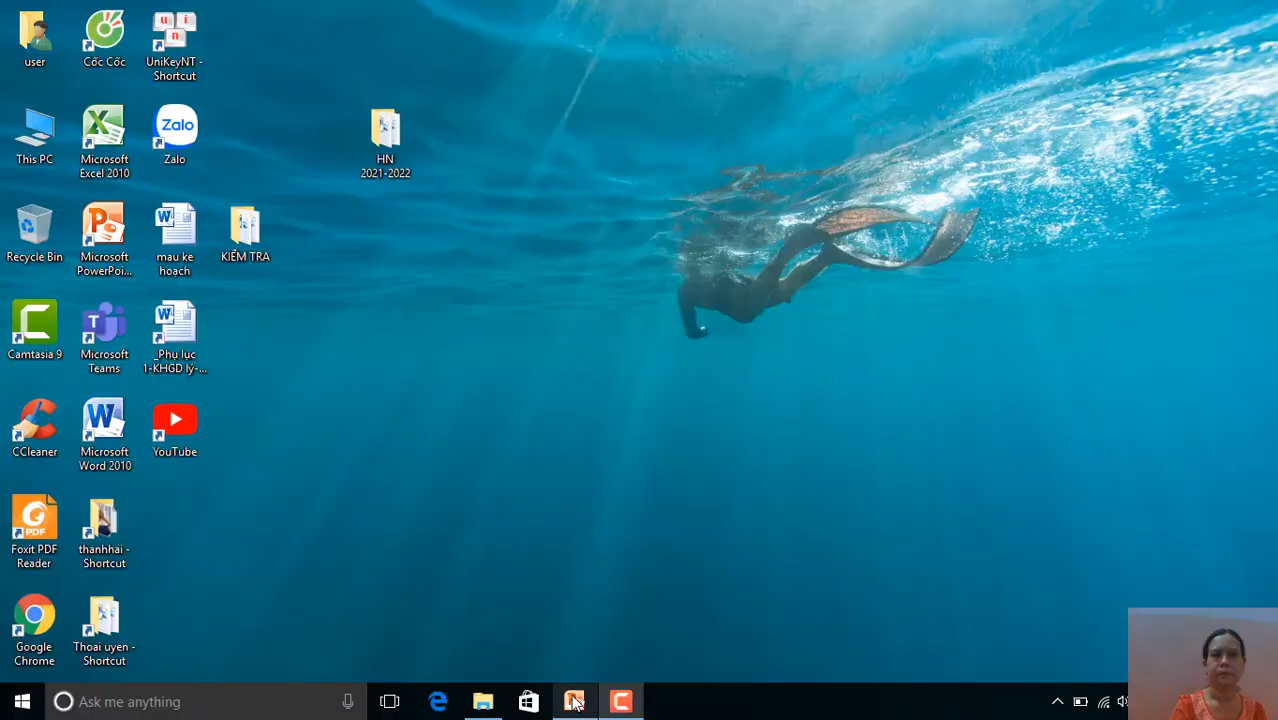 user
Cốc Cốc
u i
n
UniKeyNT -
Shortcut
This PC
Microsoft
Excel 2010
Zalo
Zalo
HN
2021-2022
Recycle Bin
Microsoft
PowerPoi...
mau ke
hoach
KIỂM TRA
Camtasia 9
Microsoft
Teams
_Phụ lục
1-KHGD lý-...
CCleaner
Microsoft
Word 2010
YouTube
PDF
Foxit PDF
Reader
thanhhai -
Shortcut
Google
Chrome
Thoai uyen -
Shortcut
Ask me anything